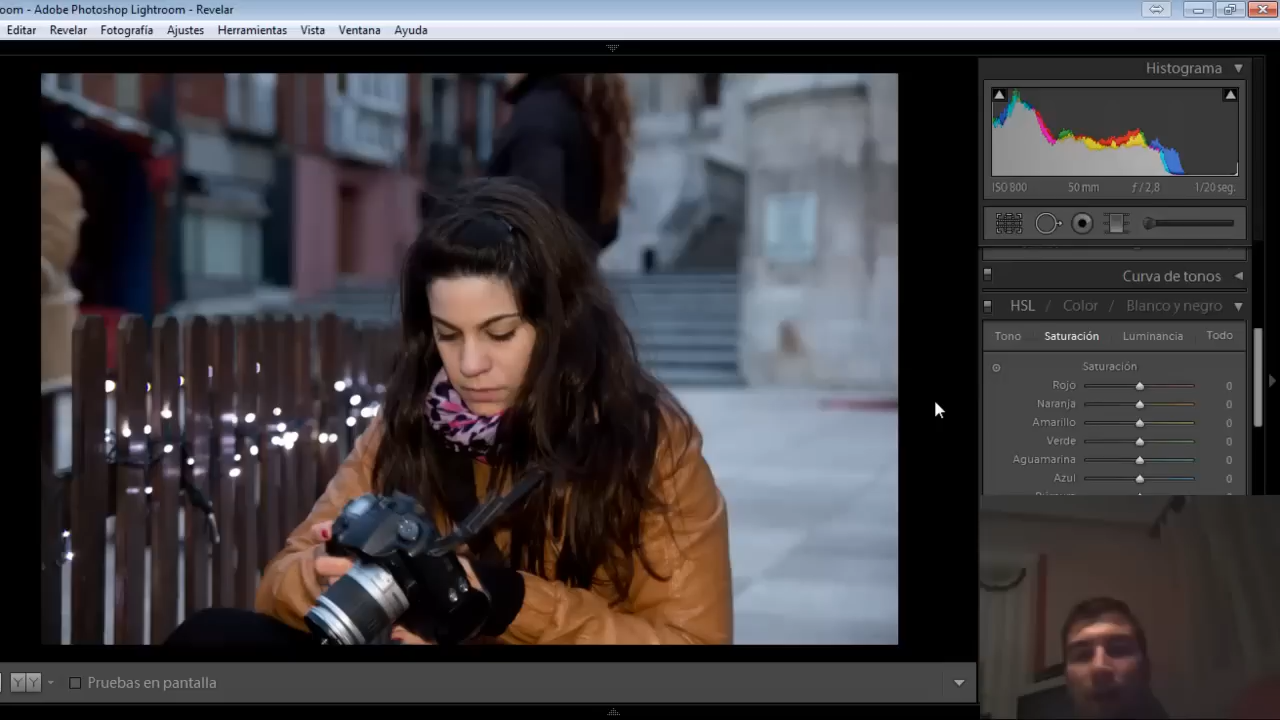 oom - Adobe Photoshop Lightroom - Revelar
Editar Revelar Fotografía Ajustes Herramientas Vista Ventana Ayuda
Histograma
ISO 800 50 mm ƒ / 2,8 1/20 seg.
Curva de tonos
HSL / Color / Blanco y negro
Tono Saturación Luminancia Todo
Saturación
Rojo 0
Naranja 0
Amarillo 0
Verde 0
Aguamarina 0
Azul 0
YY Pruebas en pantalla